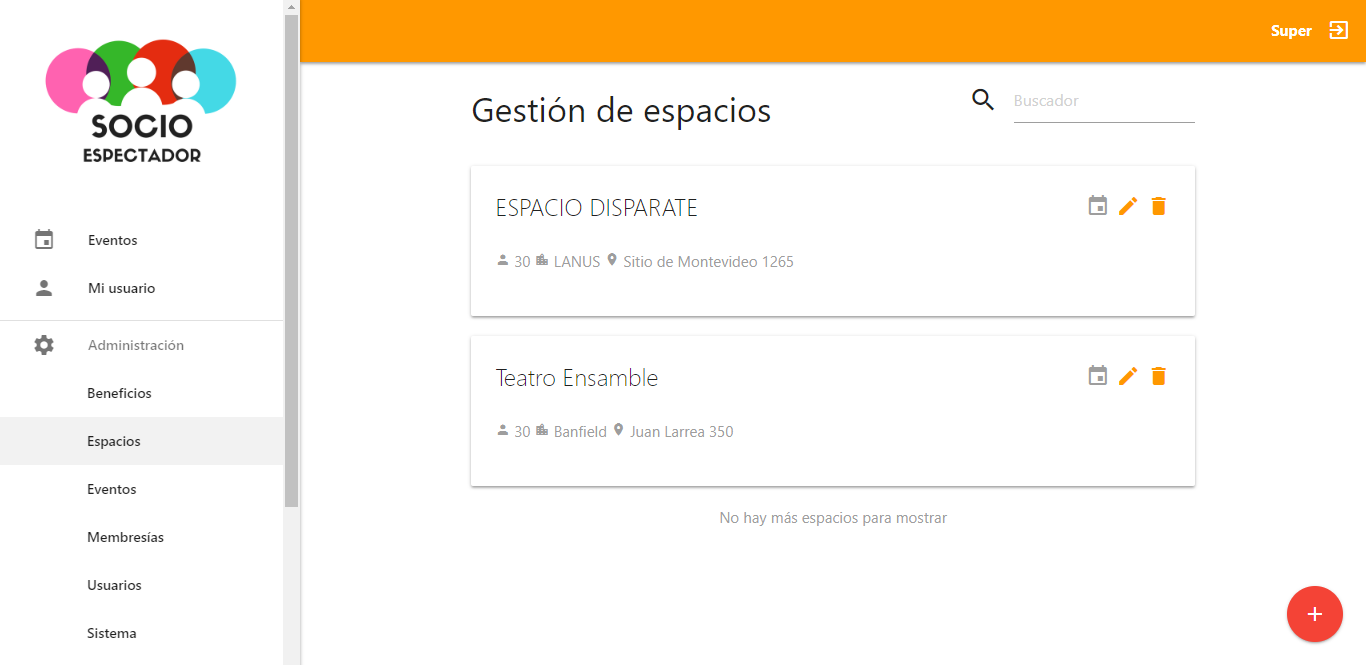 SOCIO
ESPECTADOR
Eventos
Mi usuario
Administración
Beneficios
Espacios
Eventos
Membresías
Usuarios
Sistema
Super
Gestión de espacios
Buscador
ESPACIO DISPARATE
30 LANUS Sitio de Montevideo 1265
Teatro Ensamble
30 Banfield Juan Larrea 350
No hay más espacios para mostrar